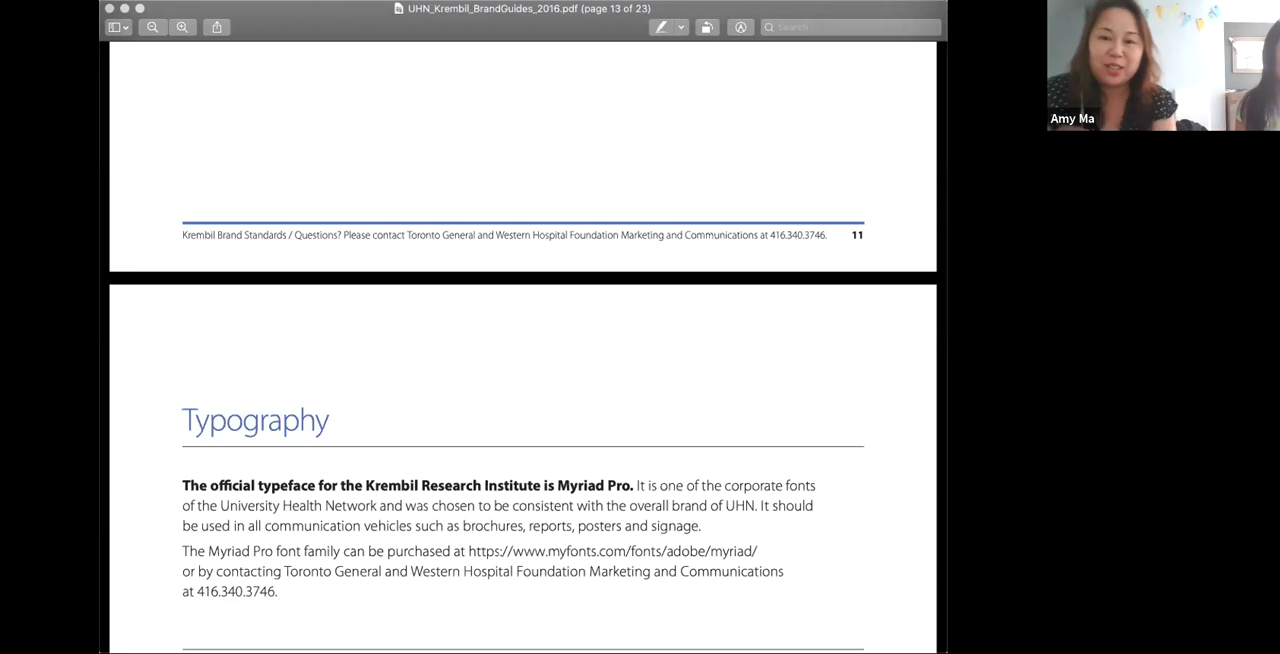 UHN_Krembil_BrandGuides_2016.pdf (page 13 of 23)
Search
Amy Ma
Krembil Brand Standards / Questions? Please contact Toronto General and Western Hospital Foundation Marketing and Communications at 416.340.3746. 11
Typography
The official typeface for the Krembil Research Institute is Myriad Pro. It is one of the corporate fonts
of the University Health Network and was chosen to be consistent with the overall brand of UHN. It should
be used in all communication vehicles such as brochures, reports, posters and signage.
The Myriad Pro font family can be purchased at https://www.myfonts.com/fonts/adobe/myriad/
or by contacting Toronto General and Western Hospital Foundation Marketing and Communications
at 416.340.3746.